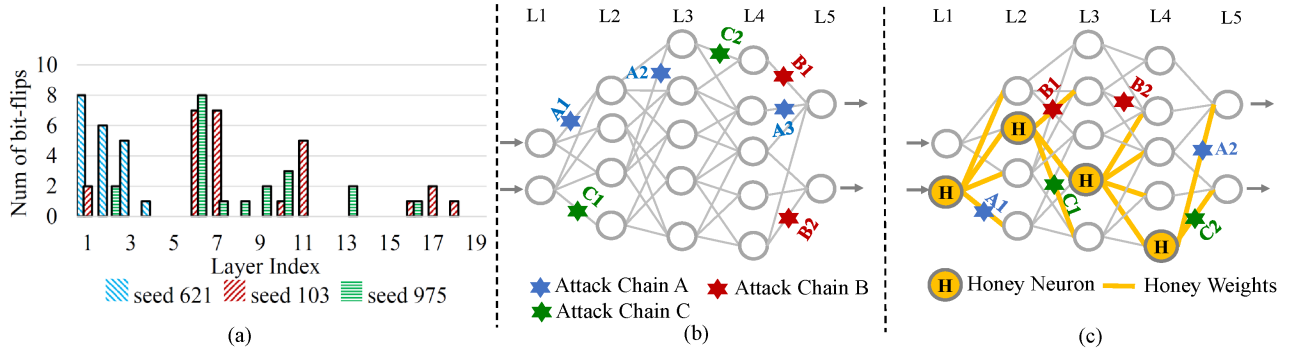 Num of bit-flips
10
8
6
4
2
0
1 3 5 7 9 11 13 15 17 19
Layer Index
seed 621 seed 103 seed 975
(a)
L1 L2 L3 L4 L5
C2
A2
B1
A1
A3
C1
B2
Attack Chain A Attack Chain B
Attack Chain C
(b)
L1 L2 L3 L4 L5
B1 B2
H
A2
H
H
A1
C1
C2
H
H Honey Neuron Honey Weights
(c)